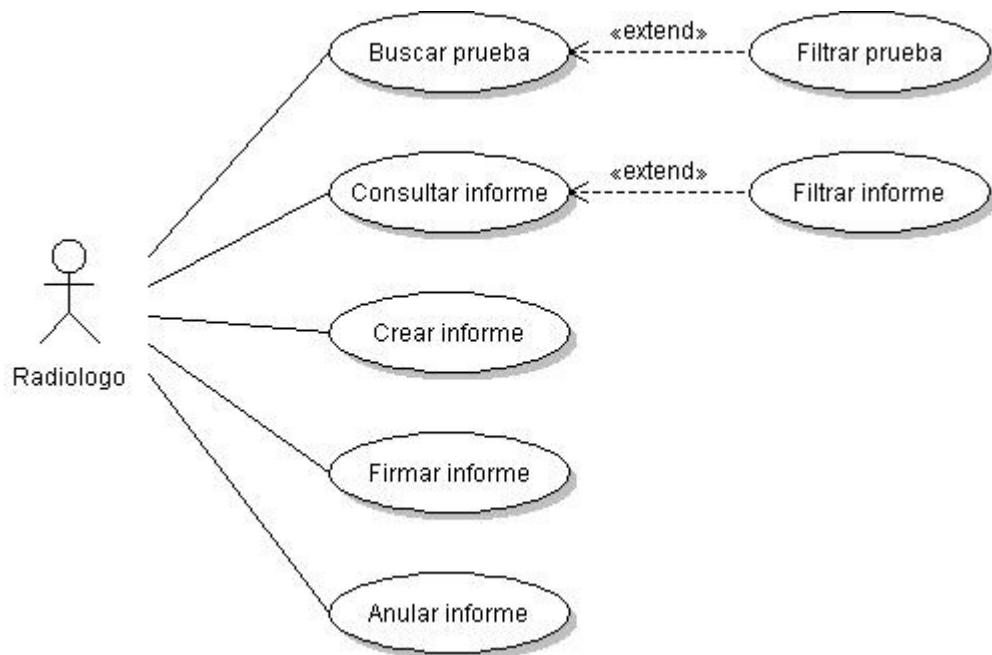 Buscar prueba
«extend»
Filtrar prueba
Consultar informe
«extend»
Filtrar informe
Crear informe
Radiologo
Firmar informe
Anular informe